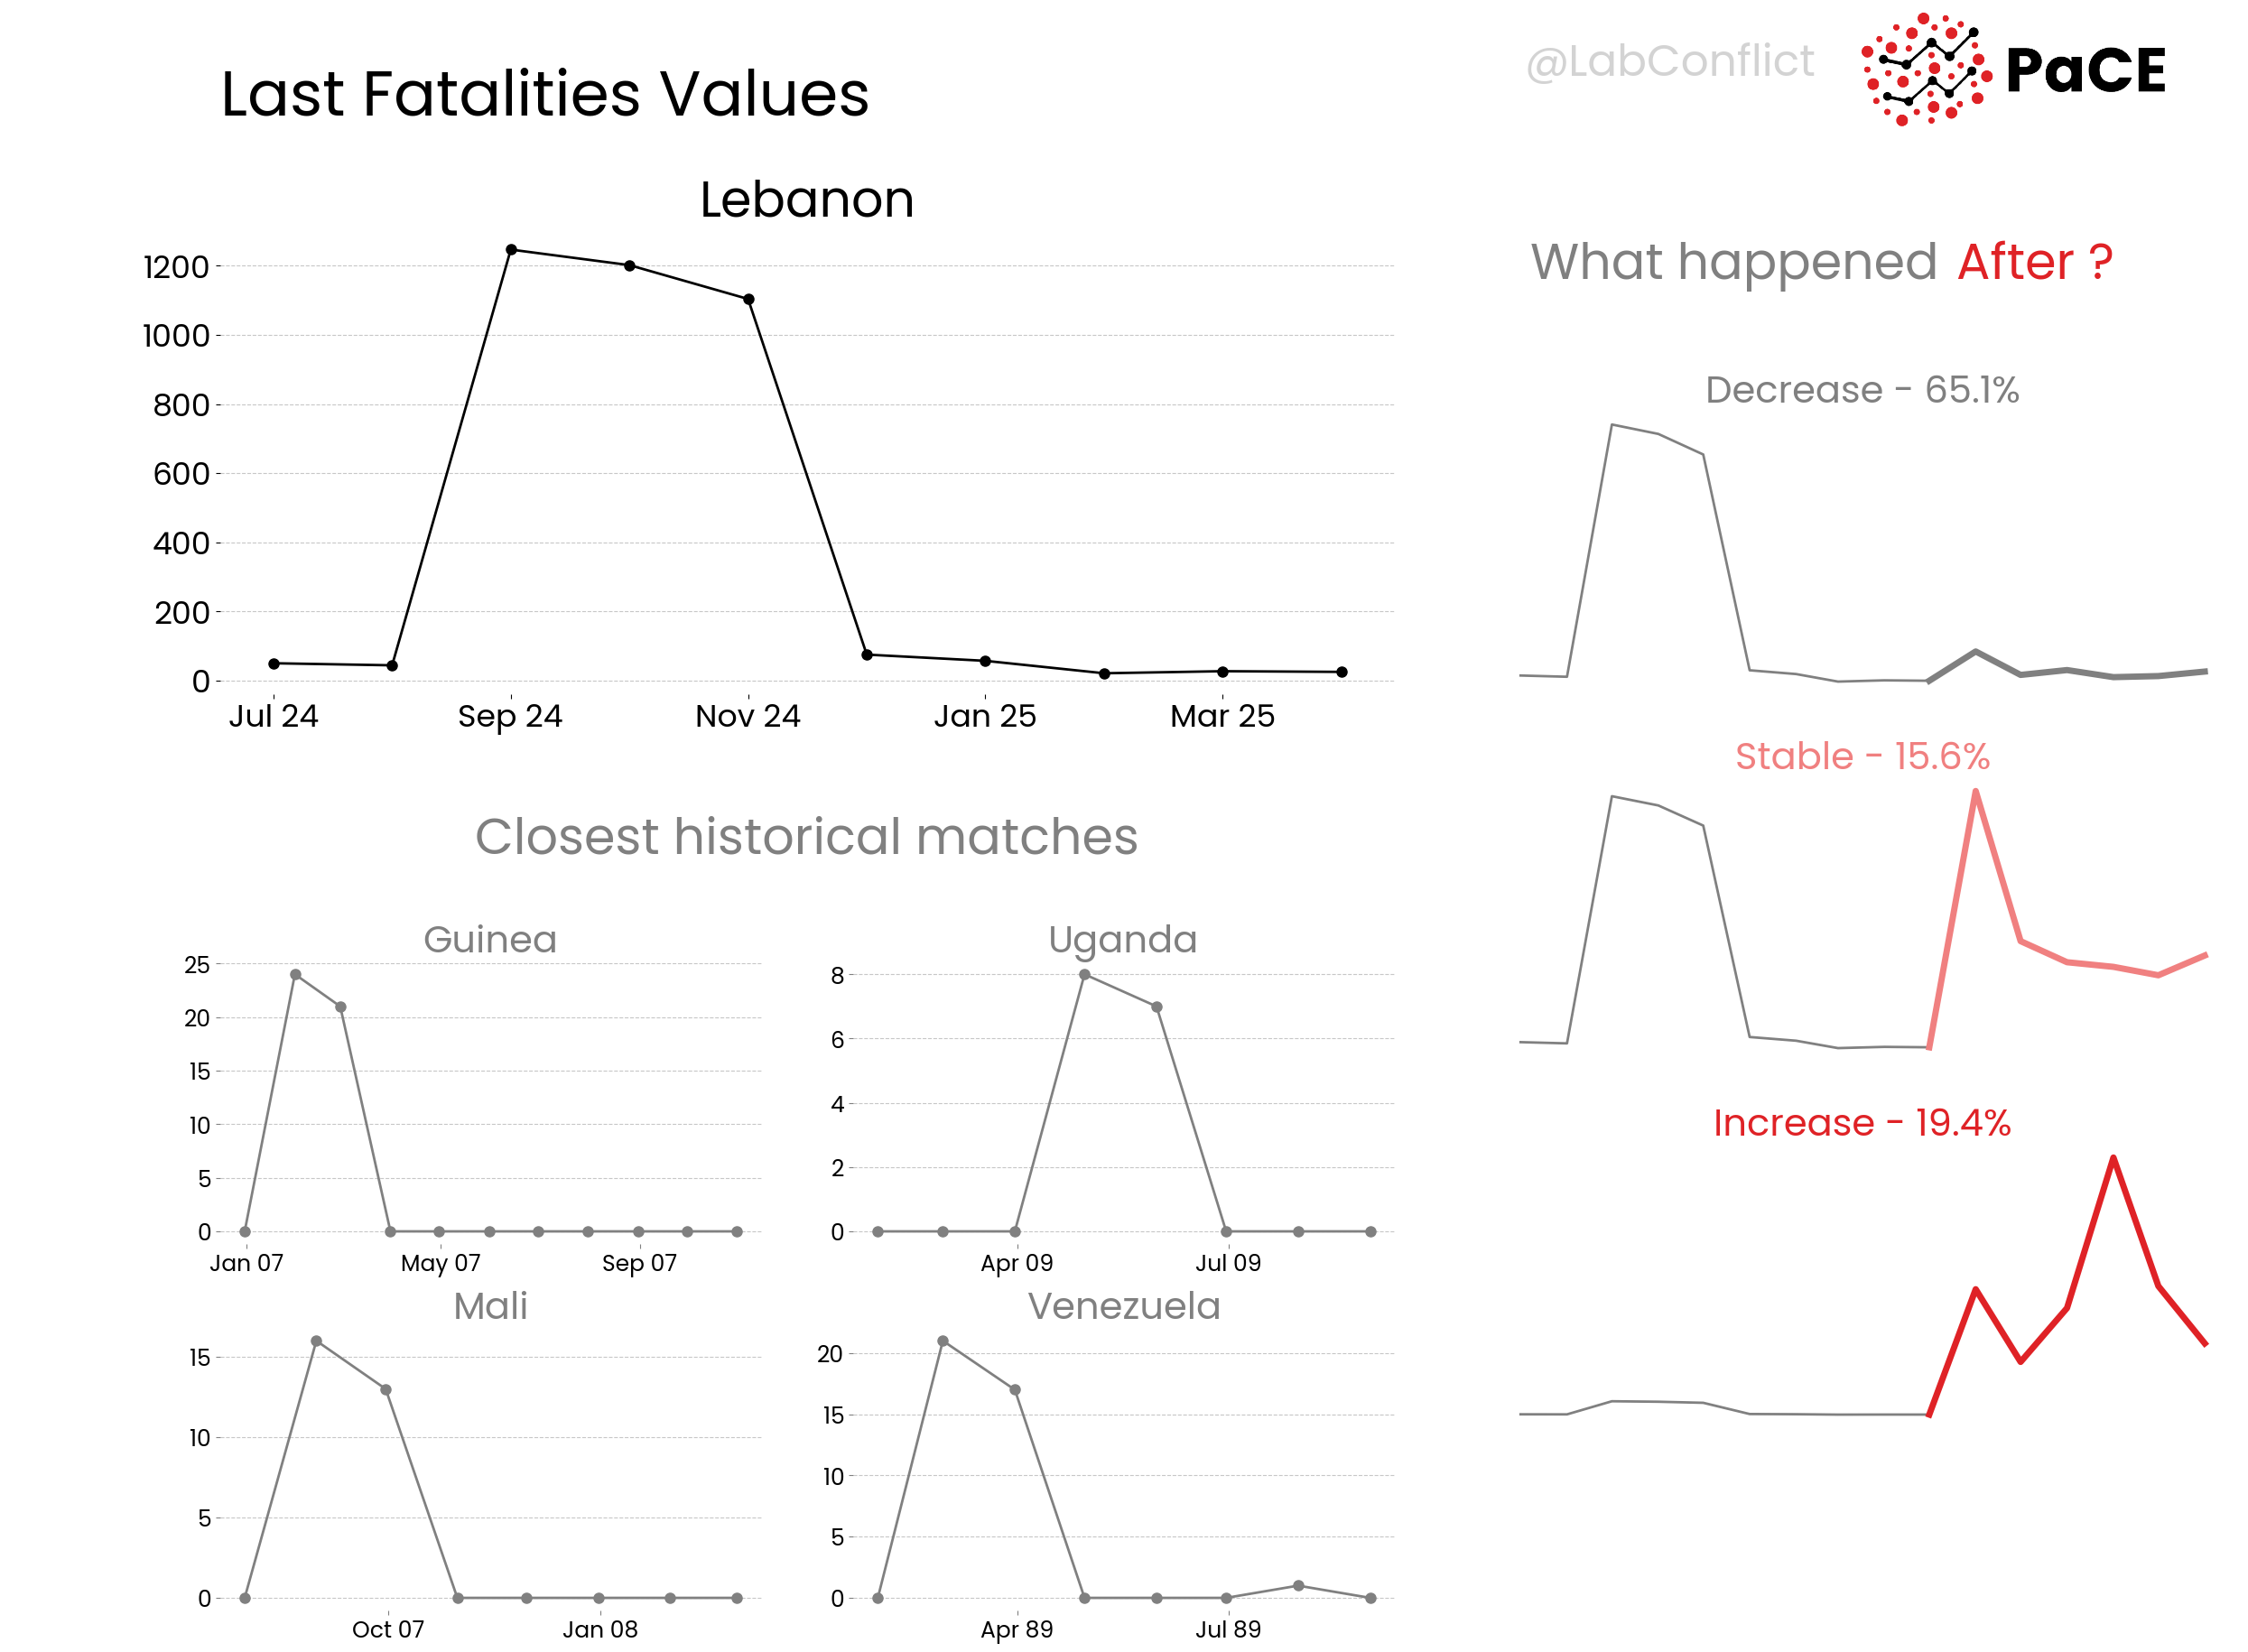 @LabConflict
PaCE
Last Fatalities Values
Lebanon
1200
1000
800
600
400
200
0
Jul 24 Sep 24 Nov 24 Jan 25 Mar 25
What happened After ?
Decrease - 65.1%
Stable - 15.6%
Increase - 19.4%
Closest historical matches
Guinea
25
20
15
10
5
0
Jan 07 May 07 Sep 07
Uganda
8
6
4
2
0
Apr 09 Jul 09
Mali
15
10
5
0
Oct 07 Jan 08
Venezuela
20
15
10
5
0
Apr 89 Jul 89